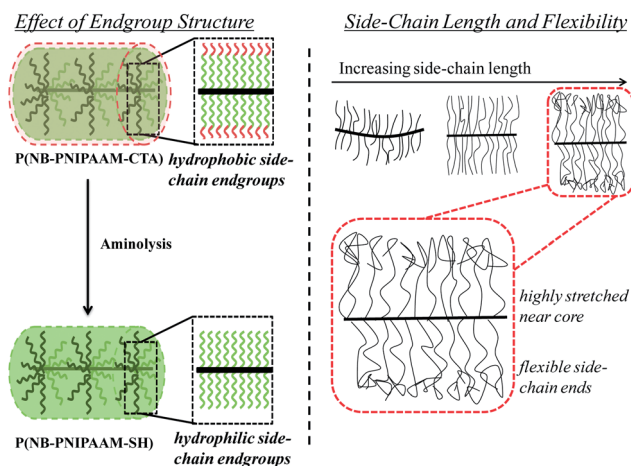 Effect of Endgroup Structure
P(NB-PNIPAAM-CTA)
hydrophobic side-
chain endgroups
Aminolysis
P(NB-PNIPAAM-SH)
hydrophilic side-
chain endgroups
Side-Chain Length and Flexibility
Increasing side-chain length
highly stretched
near core
flexible side-
chain ends